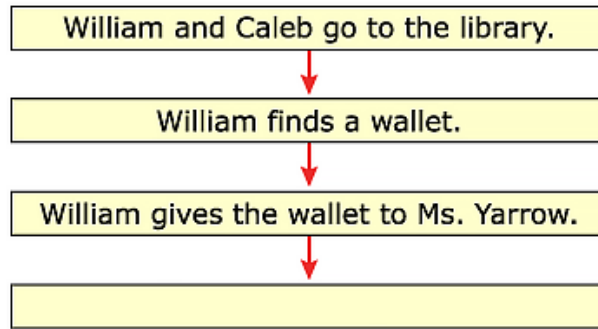 William and Caleb go to the library.
William finds a wallet.
William gives the wallet to Ms. Yarrow.